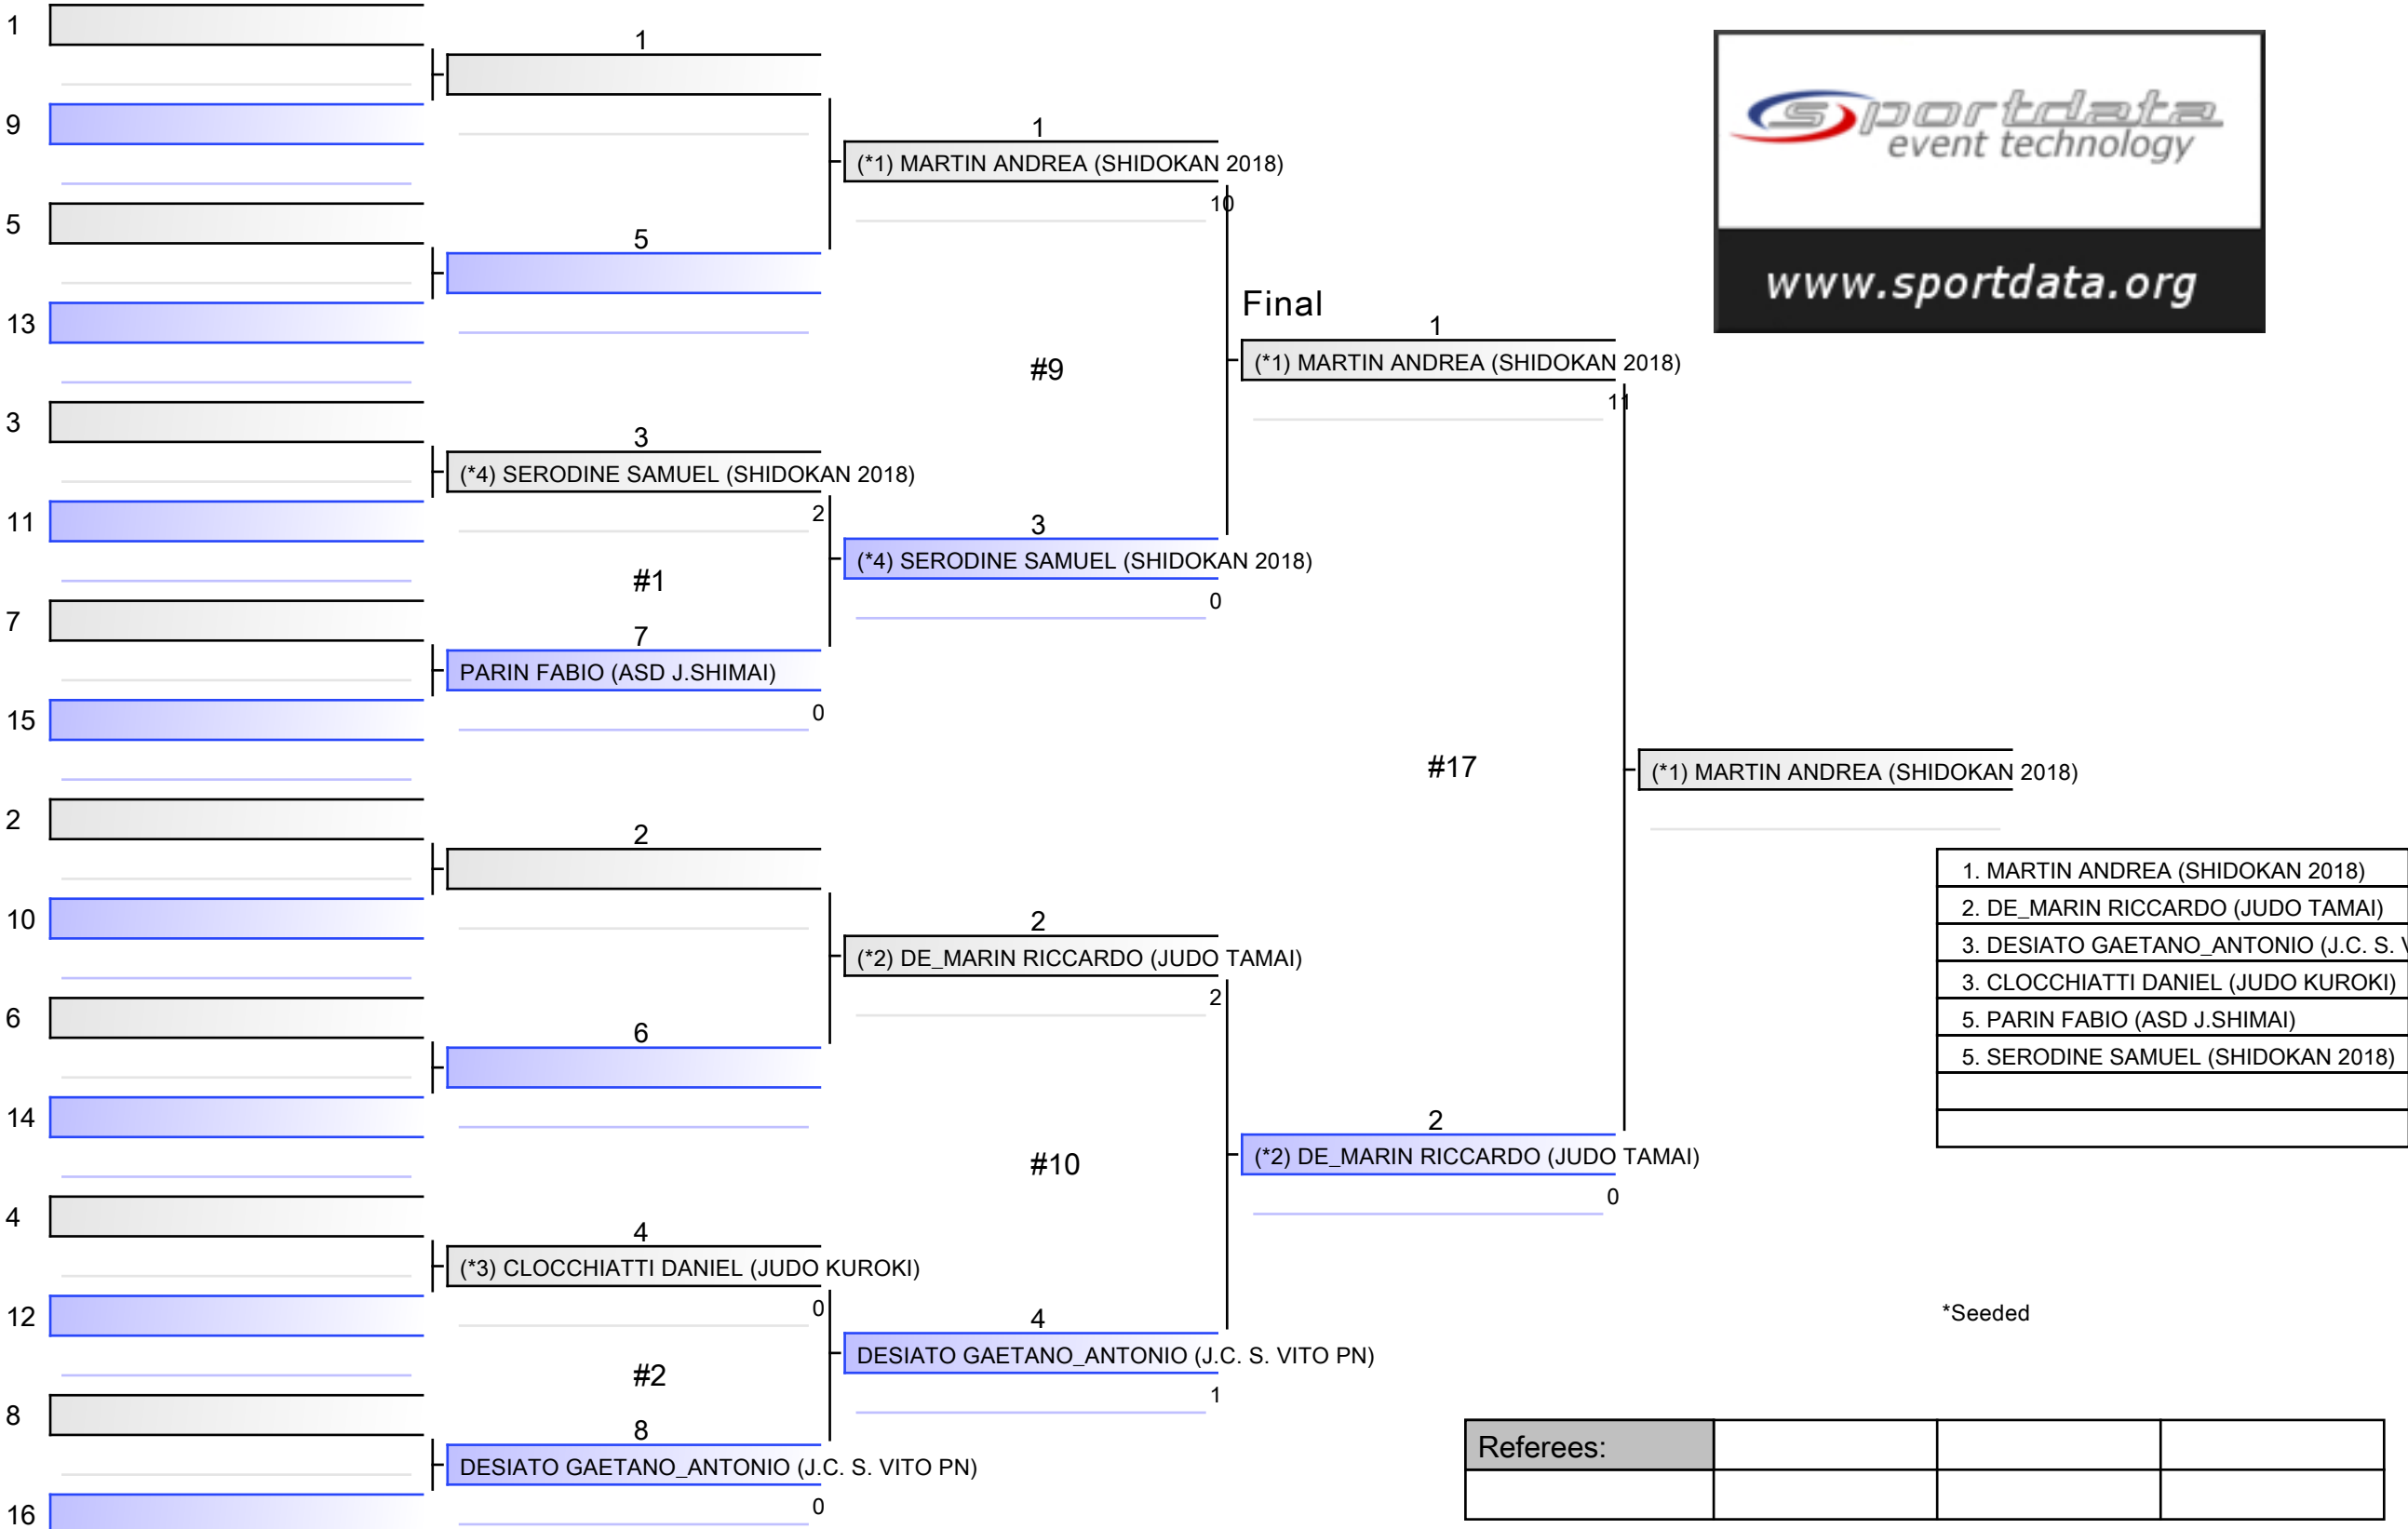 1
9
5
13
3
11
7
15
2
10
6
14
4
12
8
16
1
5
3
(*4) SERODINE SAMUEL (SHIDOKAN 2018)
2
#1
7
PARIN FABIO (ASD J.SHIMAI)
0
2
6
4
(*3) CLOCCHIATTI DANIEL (JUDO KUROKI)
0
#2
8
DESIATO GAETANO_ANTONIO (J.C. S. VITO PN)
0
1
(*1) MARTIN ANDREA (SHIDOKAN 2018)
10
#9
3
(*4) SERODINE SAMUEL (SHIDOKAN 2018)
0
2
(*2) DE_MARIN RICCARDO (JUDO TAMAI)
2
#10
4
DESIATO GAETANO_ANTONIO (J.C. S. VITO PN)
1
Final
1
(*1) MARTIN ANDREA (SHIDOKAN 2018)
11
#17
2
(*2) DE_MARIN RICCARDO (JUDO TAMAI)
0
(*1) MARTIN ANDREA (SHIDOKAN 2018)
sportdata
event technology
www.sportdata.org
1. MARTIN ANDREA (SHIDOKAN 2018)
2. DE_MARIN RICCARDO (JUDO TAMAI)
3. DESIATO GAETANO_ANTONIO (J.C. S. V
3. CLOCCHIATTI DANIEL (JUDO KUROKI)
5. PARIN FABIO (ASD J.SHIMAI)
5. SERODINE SAMUEL (SHIDOKAN 2018)
*Seeded
Referees: